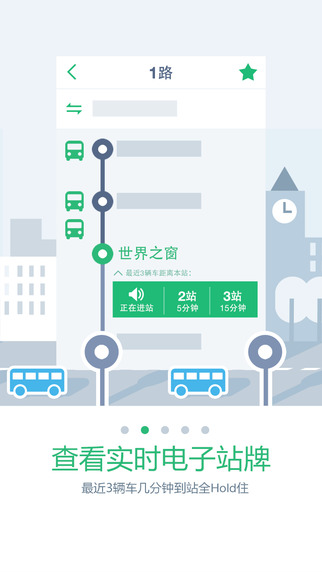 1路
世界之窗
最近3辆车距离本站:
正在进站
2站
5分钟
3站
15分钟
查看实时电子站牌
最近3辆车几分钟到站全Hold住